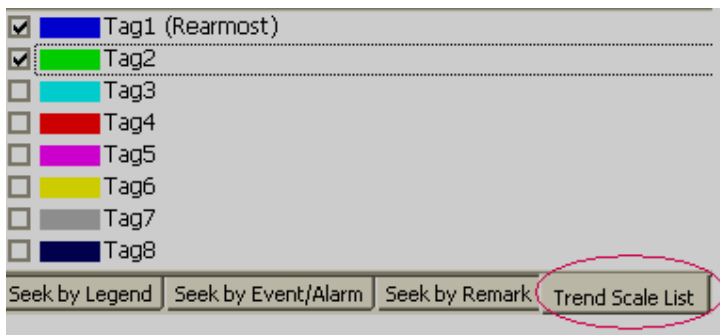 Tag1 (Rearmost)
Tag2
Tag3
Tag4
Tag5
Tag6
Tag7
Tag8
Seek by Legend Seek by Event/Alarm Seek by Remark Trend Scale List